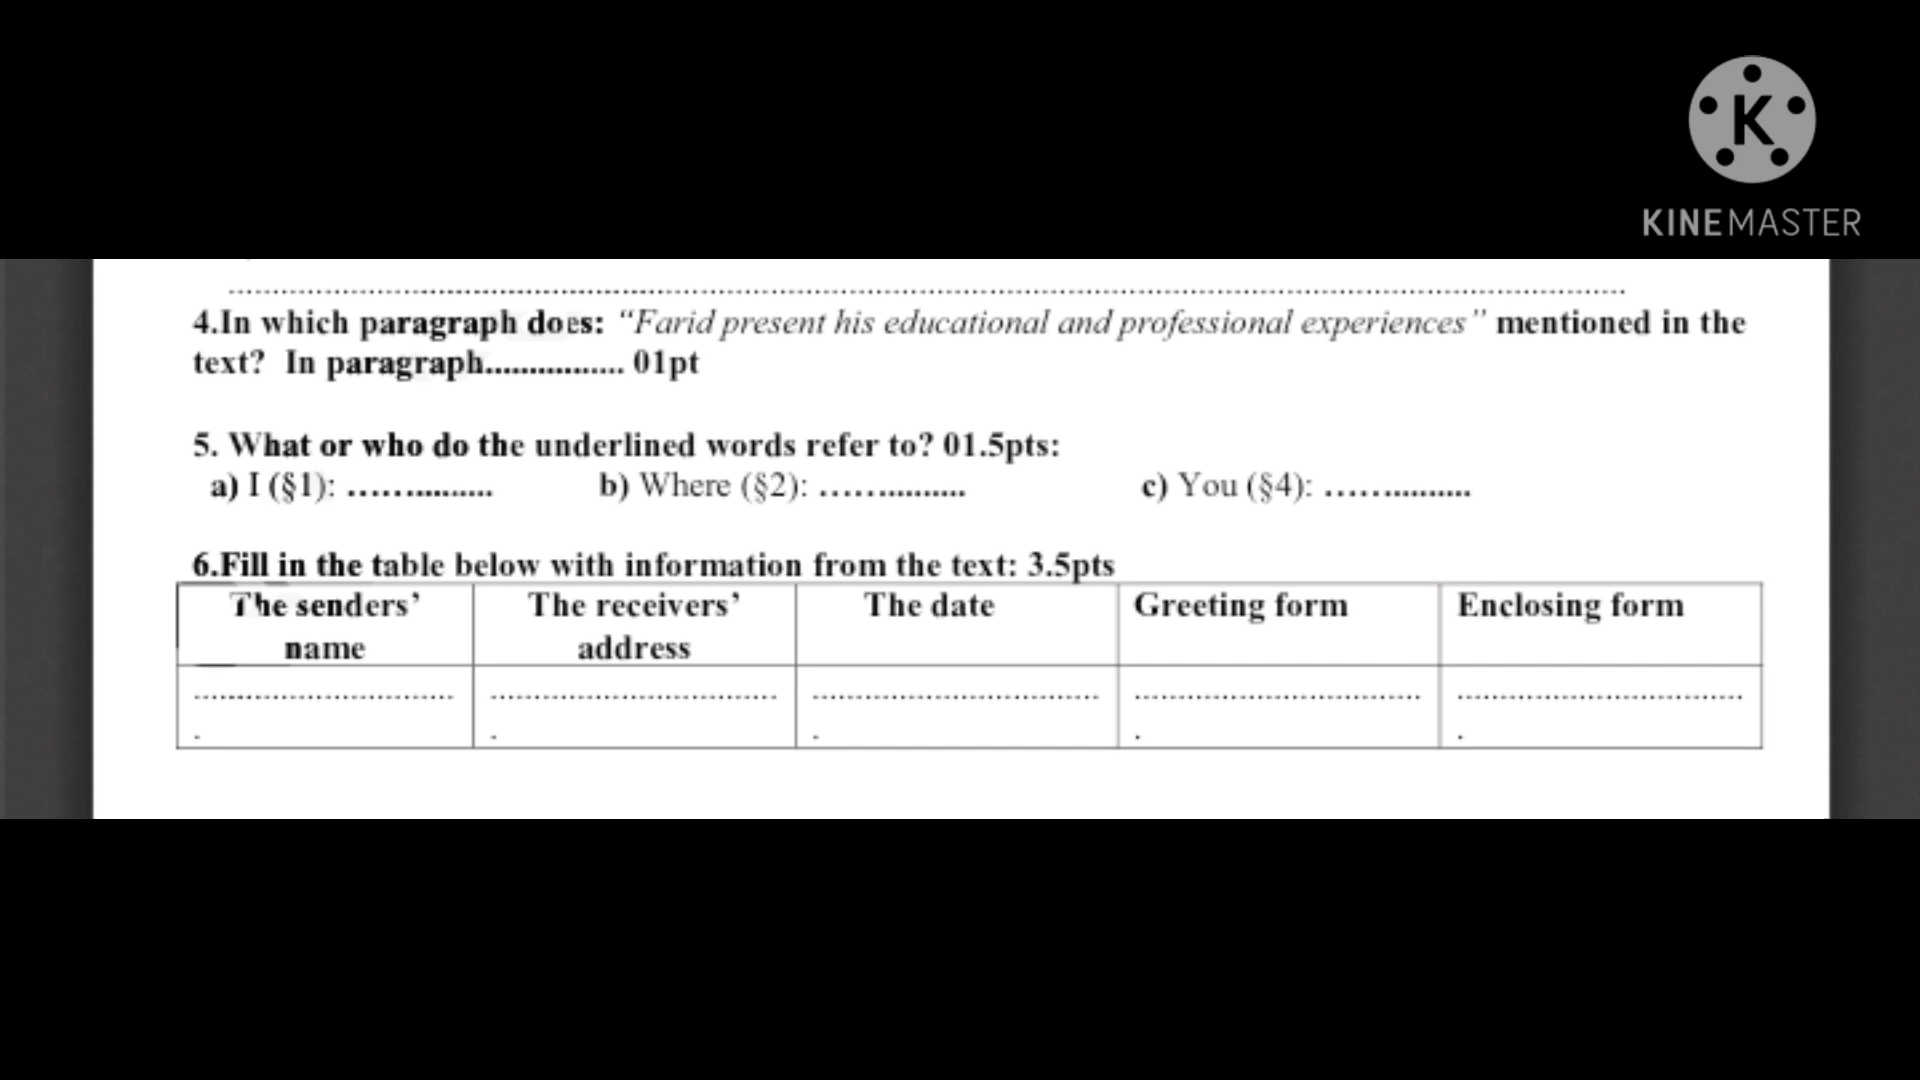 K
KINEMASTER
4.In which paragraph does: “Farid present his educational and professional experiences” mentioned in the
text? In paragraph................ 01pt
5. What or who do the underlined words refer to? 01.5pts:
a) I (§1): ................ b) Where (§2): ................ c) You (§4): ................
6.Fill in the table below with information from the text: 3.5pts
The senders’ name The receivers’ address The date Greeting form Enclosing form